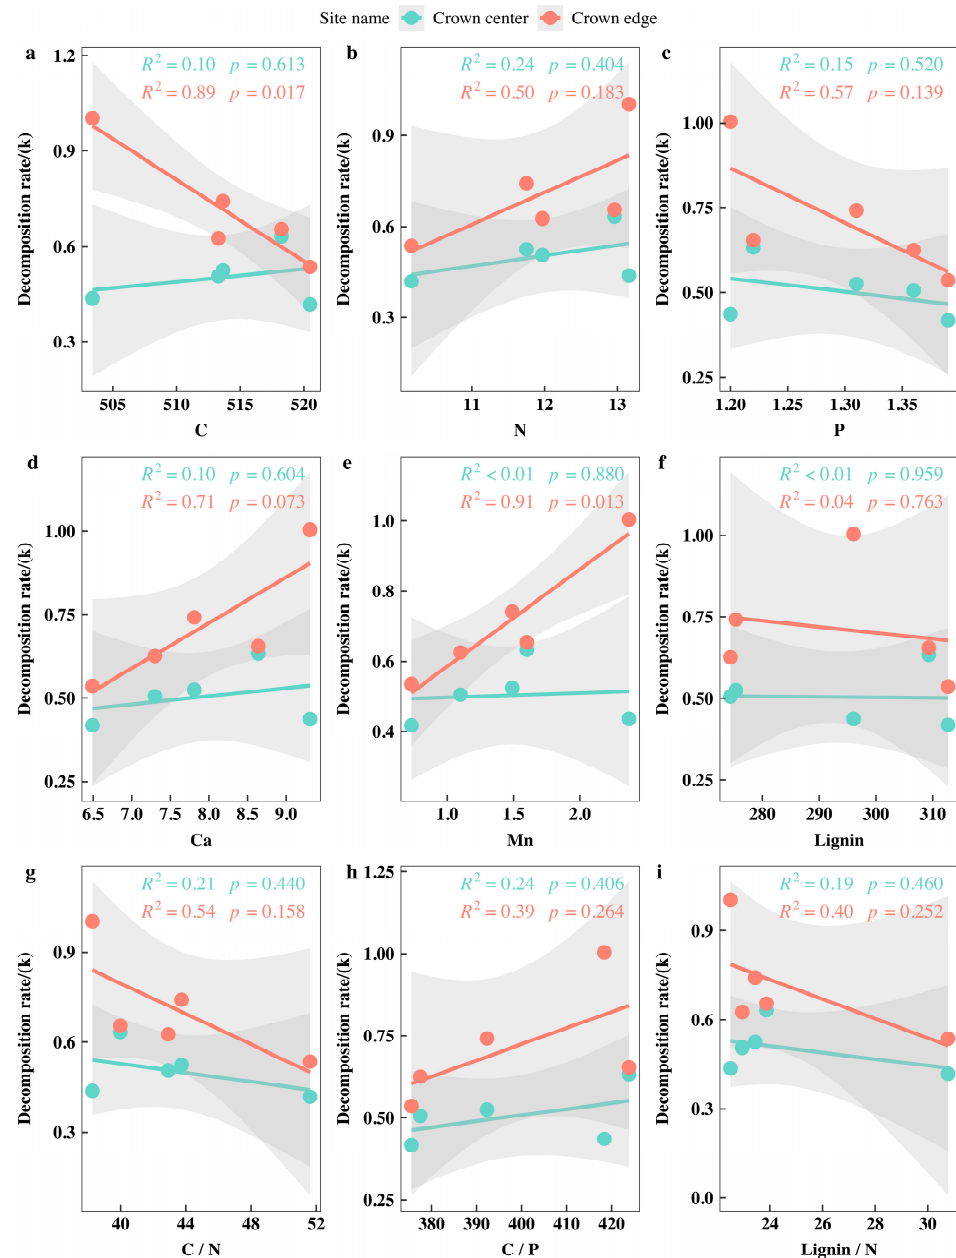 Site name Crown center Crown edge
a b c
R² = 0.10 p = 0.613
R² = 0.89 p = 0.017
R² = 0.24 p = 0.404
R² = 0.50 p = 0.183
R² = 0.15 p = 0.520
R² = 0.57 p = 0.139
Decomposition rate/(k)
1.2
0.9
0.6
0.3
505 510 515 520
C
Decomposition rate/(k)
0.9
0.6
0.3
11 12 13
N
Decomposition rate/(k)
1.00
0.75
0.50
0.25
1.20 1.25 1.30 1.35
P
d e f
R² = 0.10 p = 0.604
R² = 0.71 p = 0.073
R² < 0.01 p = 0.880
R² = 0.91 p = 0.013
R² < 0.01 p = 0.959
R² = 0.04 p = 0.763
Decomposition rate/(k)
1.00
0.75
0.50
0.25
6.5 7.0 7.5 8.0 8.5 9.0
Ca
Decomposition rate/(k)
1.0
0.8
0.6
0.4
1.0 1.5 2.0
Mn
Decomposition rate/(k)
1.00
0.75
0.50
0.25
280 290 300 310
Lignin
g h i
R² = 0.21 p = 0.440
R² = 0.54 p = 0.158
R² = 0.24 p = 0.406
R² = 0.39 p = 0.264
R² = 0.19 p = 0.460
R² = 0.40 p = 0.252
Decomposition rate/(k)
0.9
0.6
0.3
40 44 48 52
C / N
Decomposition rate/(k)
1.25
1.00
0.75
0.50
0.25
380 390 400 410 420
C / P
Decomposition rate/(k)
0.9
0.6
0.3
0.0
24 26 28 30
Lignin / N